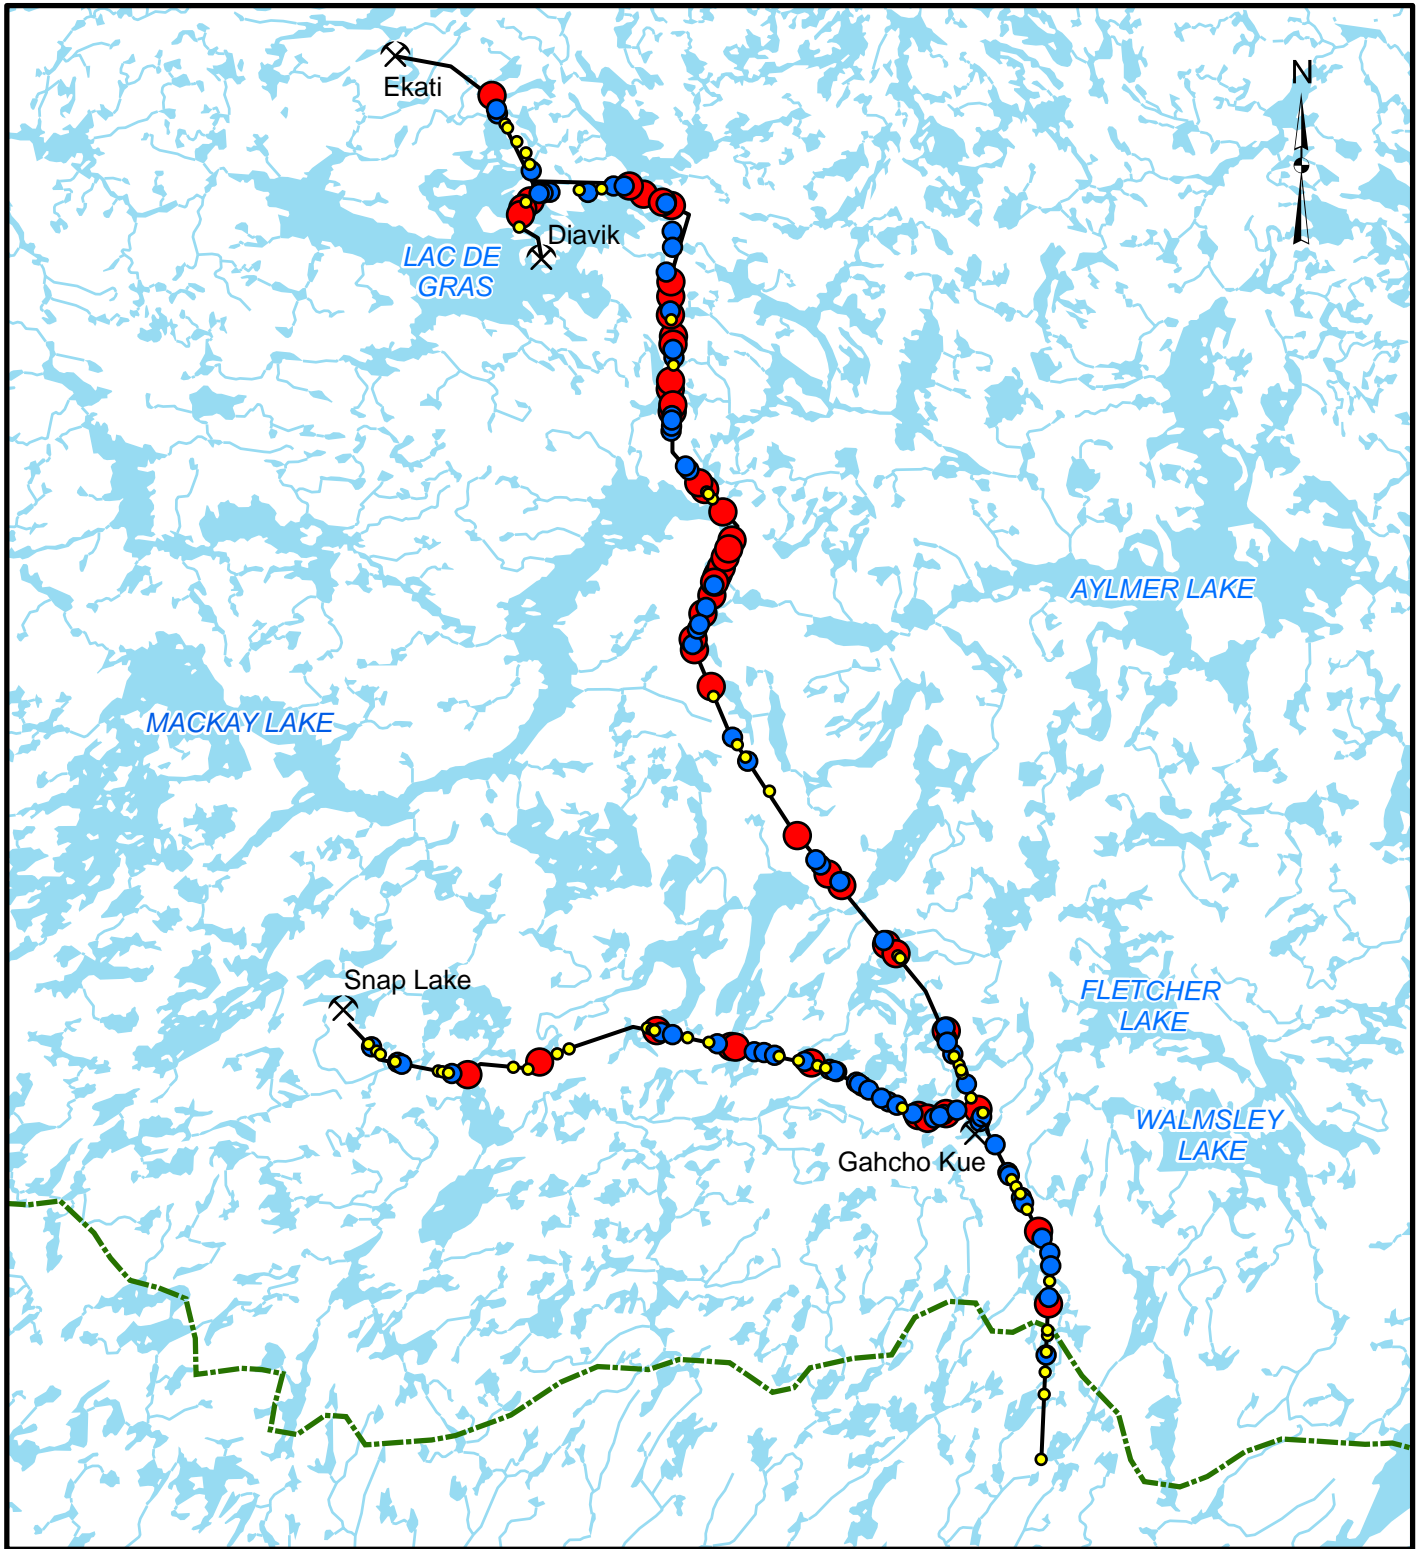 Ekati
N
Diavik
LAC DE
GRAS
AYLMER LAKE
MACKAY LAKE
Snap Lake
FLETCHER
LAKE
WALMSLEY
LAKE
Gahcho Kue